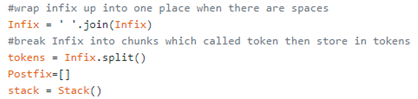 #wrap infix up into one place when there are spaces
Infix = ' '.join(Infix)
#break Infix into chunks which called token then store in tokens
tokens = Infix.split()
Postfix=[]
stack = Stack()